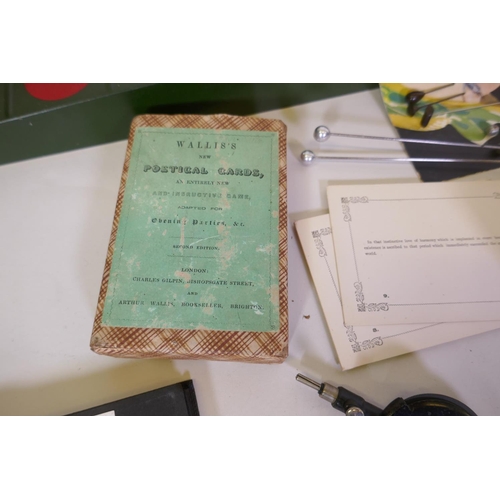 WALLIS'S
NEW
POETICAL CARDS,
AN ENTIRELY NEW
AND INSTRUCTIVE GAME,
ADAPTED FOR
Evening Parties, &c.
SECOND EDITION.
LONDON:
CHARLES GILPIN, BISHOPSGATE STREET,
AND
ARTHUR WALLIS, BOOKSELLER, BRIGHTON.
P.
P.